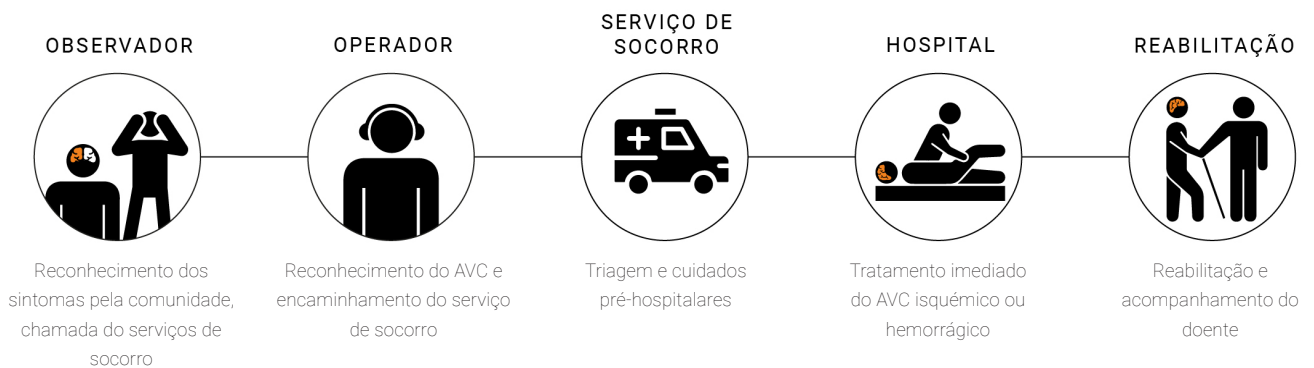 OBSERVADOR
Reconhecimento dos
sintomas pela comunidade,
chamada do serviços de
socorro
OPERADOR
Reconhecimento do AVC e
encaminhamento do serviço
de socorro
SERVIÇO DE
SOCORRO
Triagem e cuidados
pré-hospitalares
HOSPITAL
Tratamento imediado
do AVC isquémico ou
hemorrágico
REABILITAÇÃO
Reabilitação e
acompanhamento do
doente